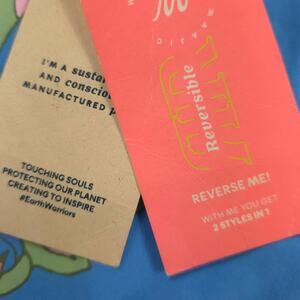 I'M A sustai
AND conscio
MANUFACTURED P
TOUCHING SOULS
PROTECTING OUR PLANET
CREATING TO INSPIRE
#EarthWarriors
Reversible
REVERSE ME!
WITH ME YOU GET
2 STYLES IN 1